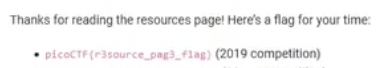 Thanks for reading the resources page! Here's a flag for your time:
• picoCTF{r3source_pag3_f1ag} (2019 competition)